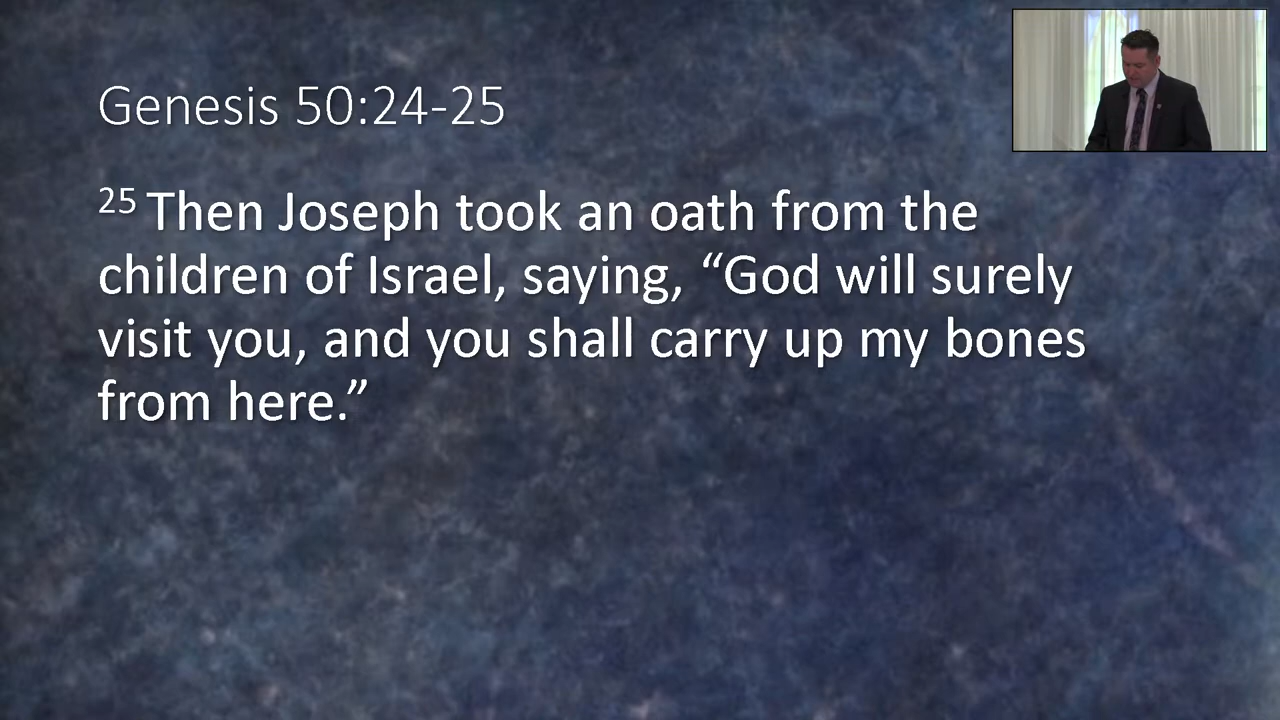 Genesis 50:24-25
25 Then Joseph took an oath from the
children of Israel, saying, “God will surely
visit you, and you shall carry up my bones
from here.”